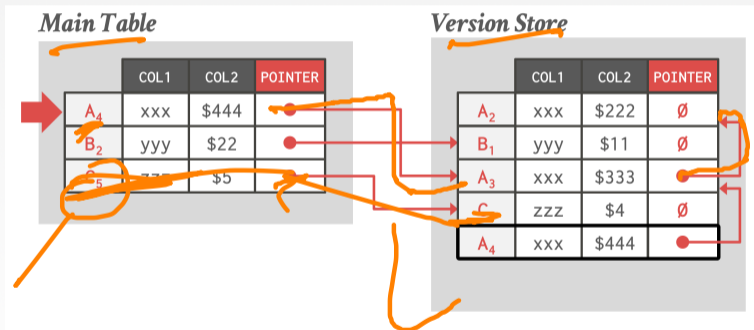 Main Table
COL1 COL2 POINTER
A4 xxx $444
B2 yyy $22
$5
Version Store
COL1 COL2 POINTER
A2 xxx $222 Ø
B1 yyy $11 Ø
A3 xxx $333
C zzz $4 Ø
A4 xxx $444